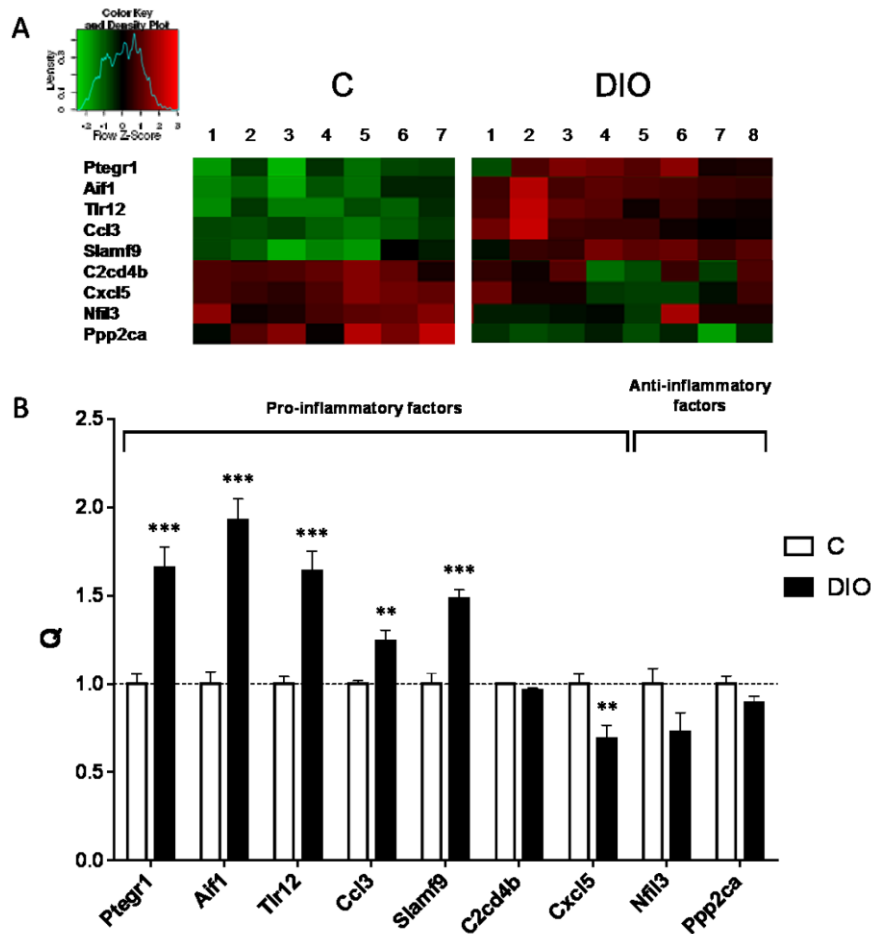 A
Color Key
and Density Plot
Density
0.1 0.3
-2 -1 0 1 2 3
Row Z-Score
C DIO
1 2 3 4 5 6 7 1 2 3 4 5 6 7 8
Ptegr1
Aif1
Tlr12
Ccl3
Slamf9
C2cd4b
Cxcl5
Nfil3
Ppp2ca
B
Pro-inflammatory factors
Anti-inflammatory
factors
2.5
2.0
1.5
1.0
0.5
0.0
Q
*** *** *** ** *** **
C
DIO
Ptegr1 Aif1 Tlr12 Ccl3 Slamf9 C2cd4b Cxcl5 Nfil3 Ppp2ca